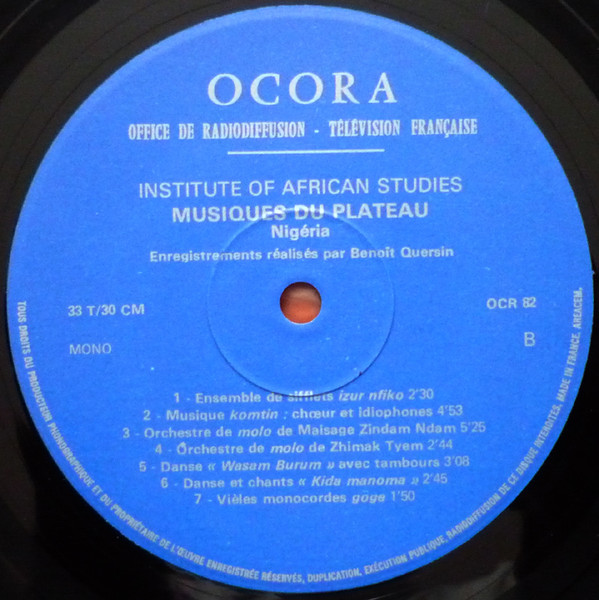 OCORA
OFFICE DE RADIODIFFUSION - TÉLÉVISION FRANÇAISE
INSTITUTE OF AFRICAN STUDIES
MUSIQUES DU PLATEAU
Nigéria
Enregistrements réalisés par Benoît Quersin
33 T/30 CM
OCR 82
MONO
B
1 - Ensemble de sifflets izur nfiko 2'30
2 - Musique komtin : chœur et idiophones 4'53
3 - Orchestre de molo de Maisage Zindam Ndam 5'25
4 - Orchestre de molo de Zhimak Tyem 2'44
5 - Danse « Wasam Burum » avec tambours 3'08
6 - Danse et chants « Kida manoma » 2'45
7 - Vièles monocordes goge 1'50
TOUS DROITS DU PRODUCTEUR PHONOGRAPHIQUE ET DU PROPRIÉTAIRE DE L'ŒUVRE ENREGISTRÉE RÉSERVÉS, DUPLICATION, EXÉCUTION PUBLIQUE, RADIODIFFUSION DE CE DISQUE INTERDITES. MADE IN FRANCE. AREACEM.